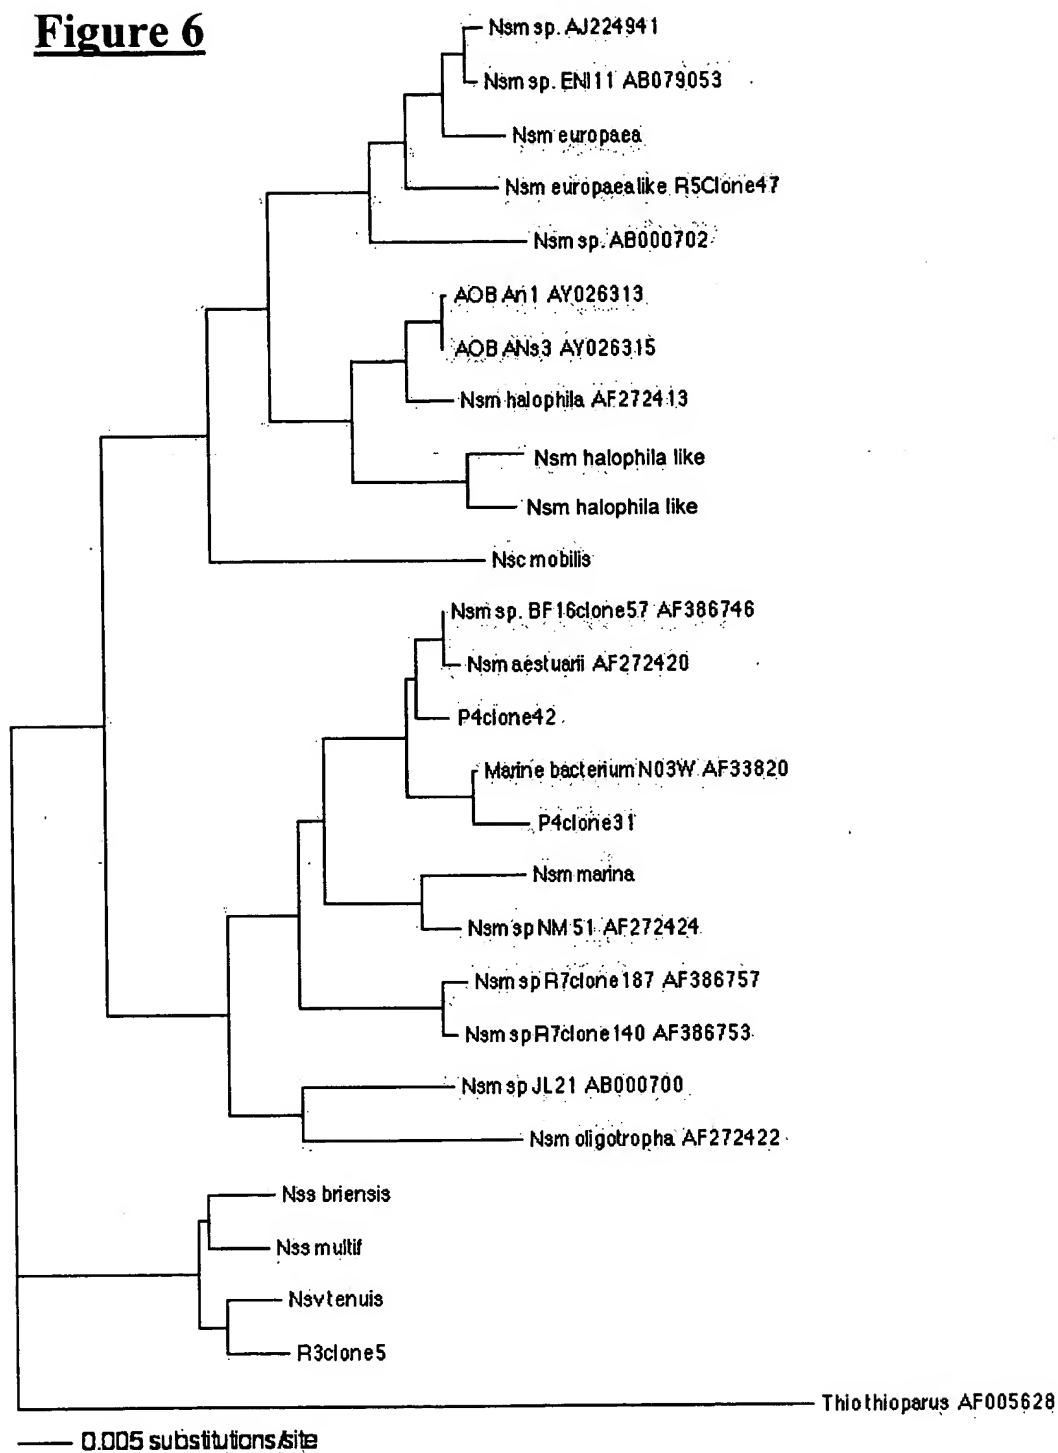 Figure 6
Nsm sp. AJ224941
Nsm sp. ENI11 AB079053
Nsm europaea
Nsm europaealike R5Clone47
Nsm sp. AB000702
AOB An1 AY026313
AOB ANs3 AY026315
Nsm halophila AF272413
Nsm halophila like
Nsm halophila like
Nsc mobilis
Nsm sp. BF16clone57 AF386746
Nsm aestuarii AF272420
P4clone42
Marine bacterium N03W AF33820
P4clone31
Nsm marina
Nsm sp NM 51 AF272424
Nsm sp R7clone187 AF386757
Nsm sp R7clone140 AF386753
Nsm sp JL21 AB000700
Nsm oligotropha AF272422
Nss briensis
Nss multif
Nsv tenuis
R3clone5
Thiothioparus AF005628
0.005 substitutions/site